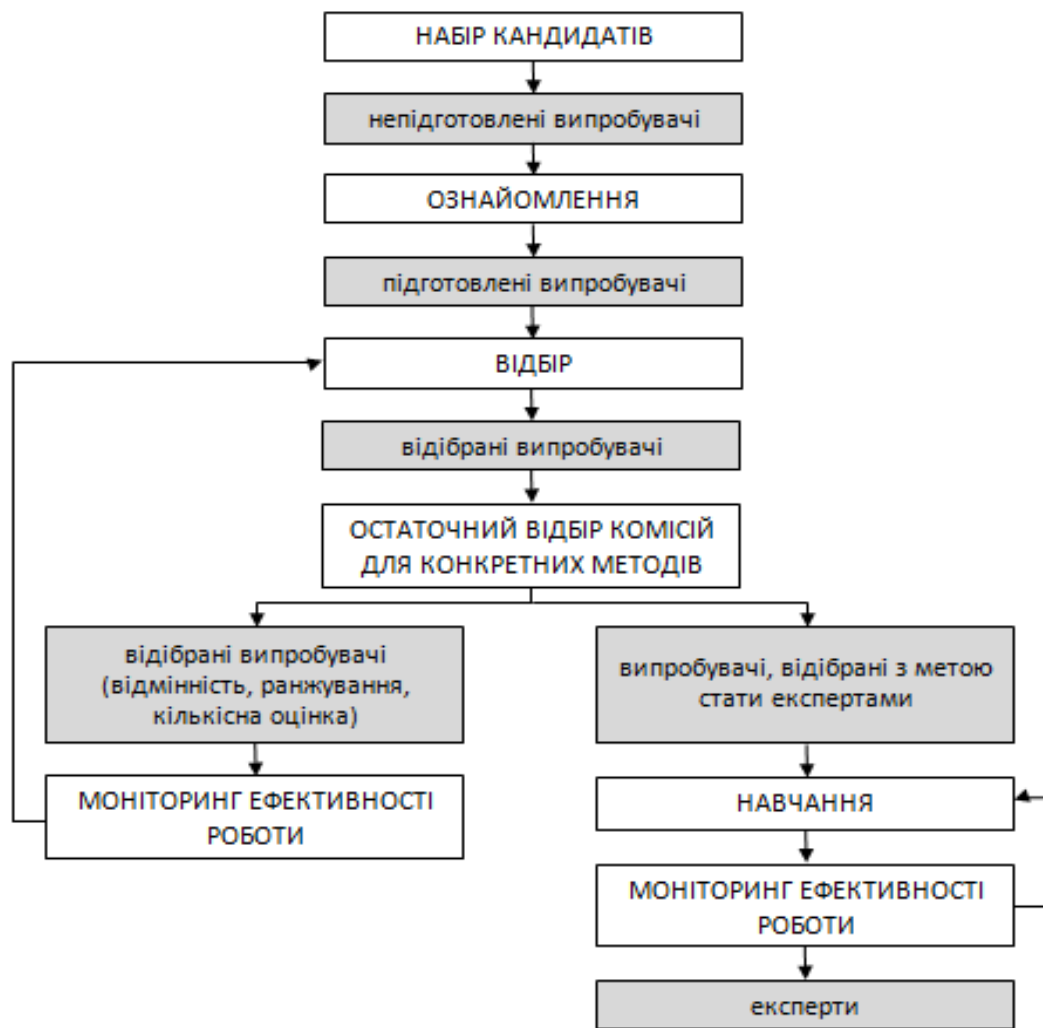 НАБІР КАНДИДАТІВ
непідготовлені випробувачі
ОЗНАЙОМЛЕННЯ
підготовлені випробувачі
ВІДБІР
відібрані випробувачі
ОСТАТОЧНИЙ ВІДБІР КОМІСІЙ
ДЛЯ КОНКРЕТНИХ МЕТОДІВ
відібрані випробувачі
(відмінність, ранжування,
кількісна оцінка)
МОНІТОРИНГ ЕФЕКТИВНОСТІ
РОБОТИ
випробувачі, відібрані з метою
стати експертами
НАВЧАННЯ
МОНІТОРИНГ ЕФЕКТИВНОСТІ
РОБОТИ
експерти